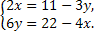 2x = 11 − 3y,
6y = 22 − 4x.